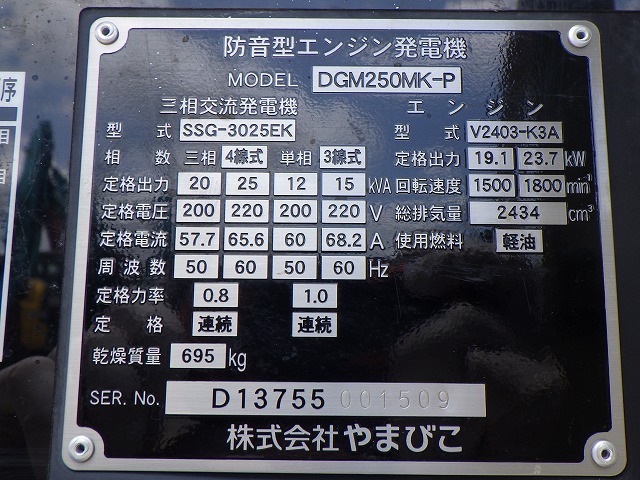 防音型エンジン発電機
MODEL DGM250MK-P
三相交流発電機 エンジン
型式 SSG-3025EK 型式 V2403-K3A
相数 三相 4線式 単相 3線式 定格出力 19.1 23.7 kW
定格出力 20 25 12 15 kVA 回転速度 1500 1800 min-1
定格電圧 200 220 200 220 V 総排気量 2434 cm³
定格電流 57.7 65.6 60 68.2 A 使用燃料 軽油
周波数 50 60 50 60 Hz
定格力率 0.8 1.0
定格 連続 連続
乾燥質量 695 kg
SER. No. D13755 001509
株式会社やまびこ
序
相
相